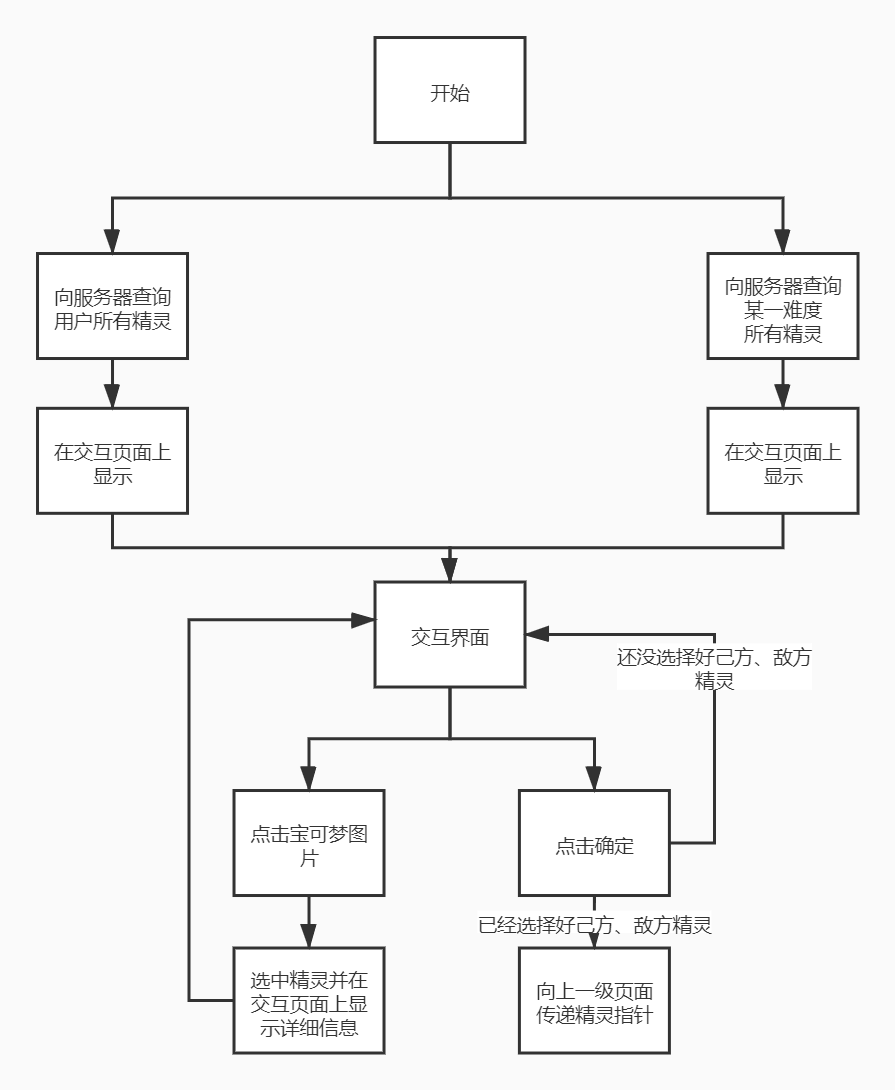 开始
向服务器查询
用户所有精灵
向服务器查询
某一难度
所有精灵
在交互页面上
显示
在交互页面上
显示
交互界面
还没选择好己方、敌方
精灵
点击宝可梦图
片
点击确定
已经选择好己方、敌方精灵
选中精灵并在
交互页面上显
示详细信息
向上一级页面
传递精灵指针